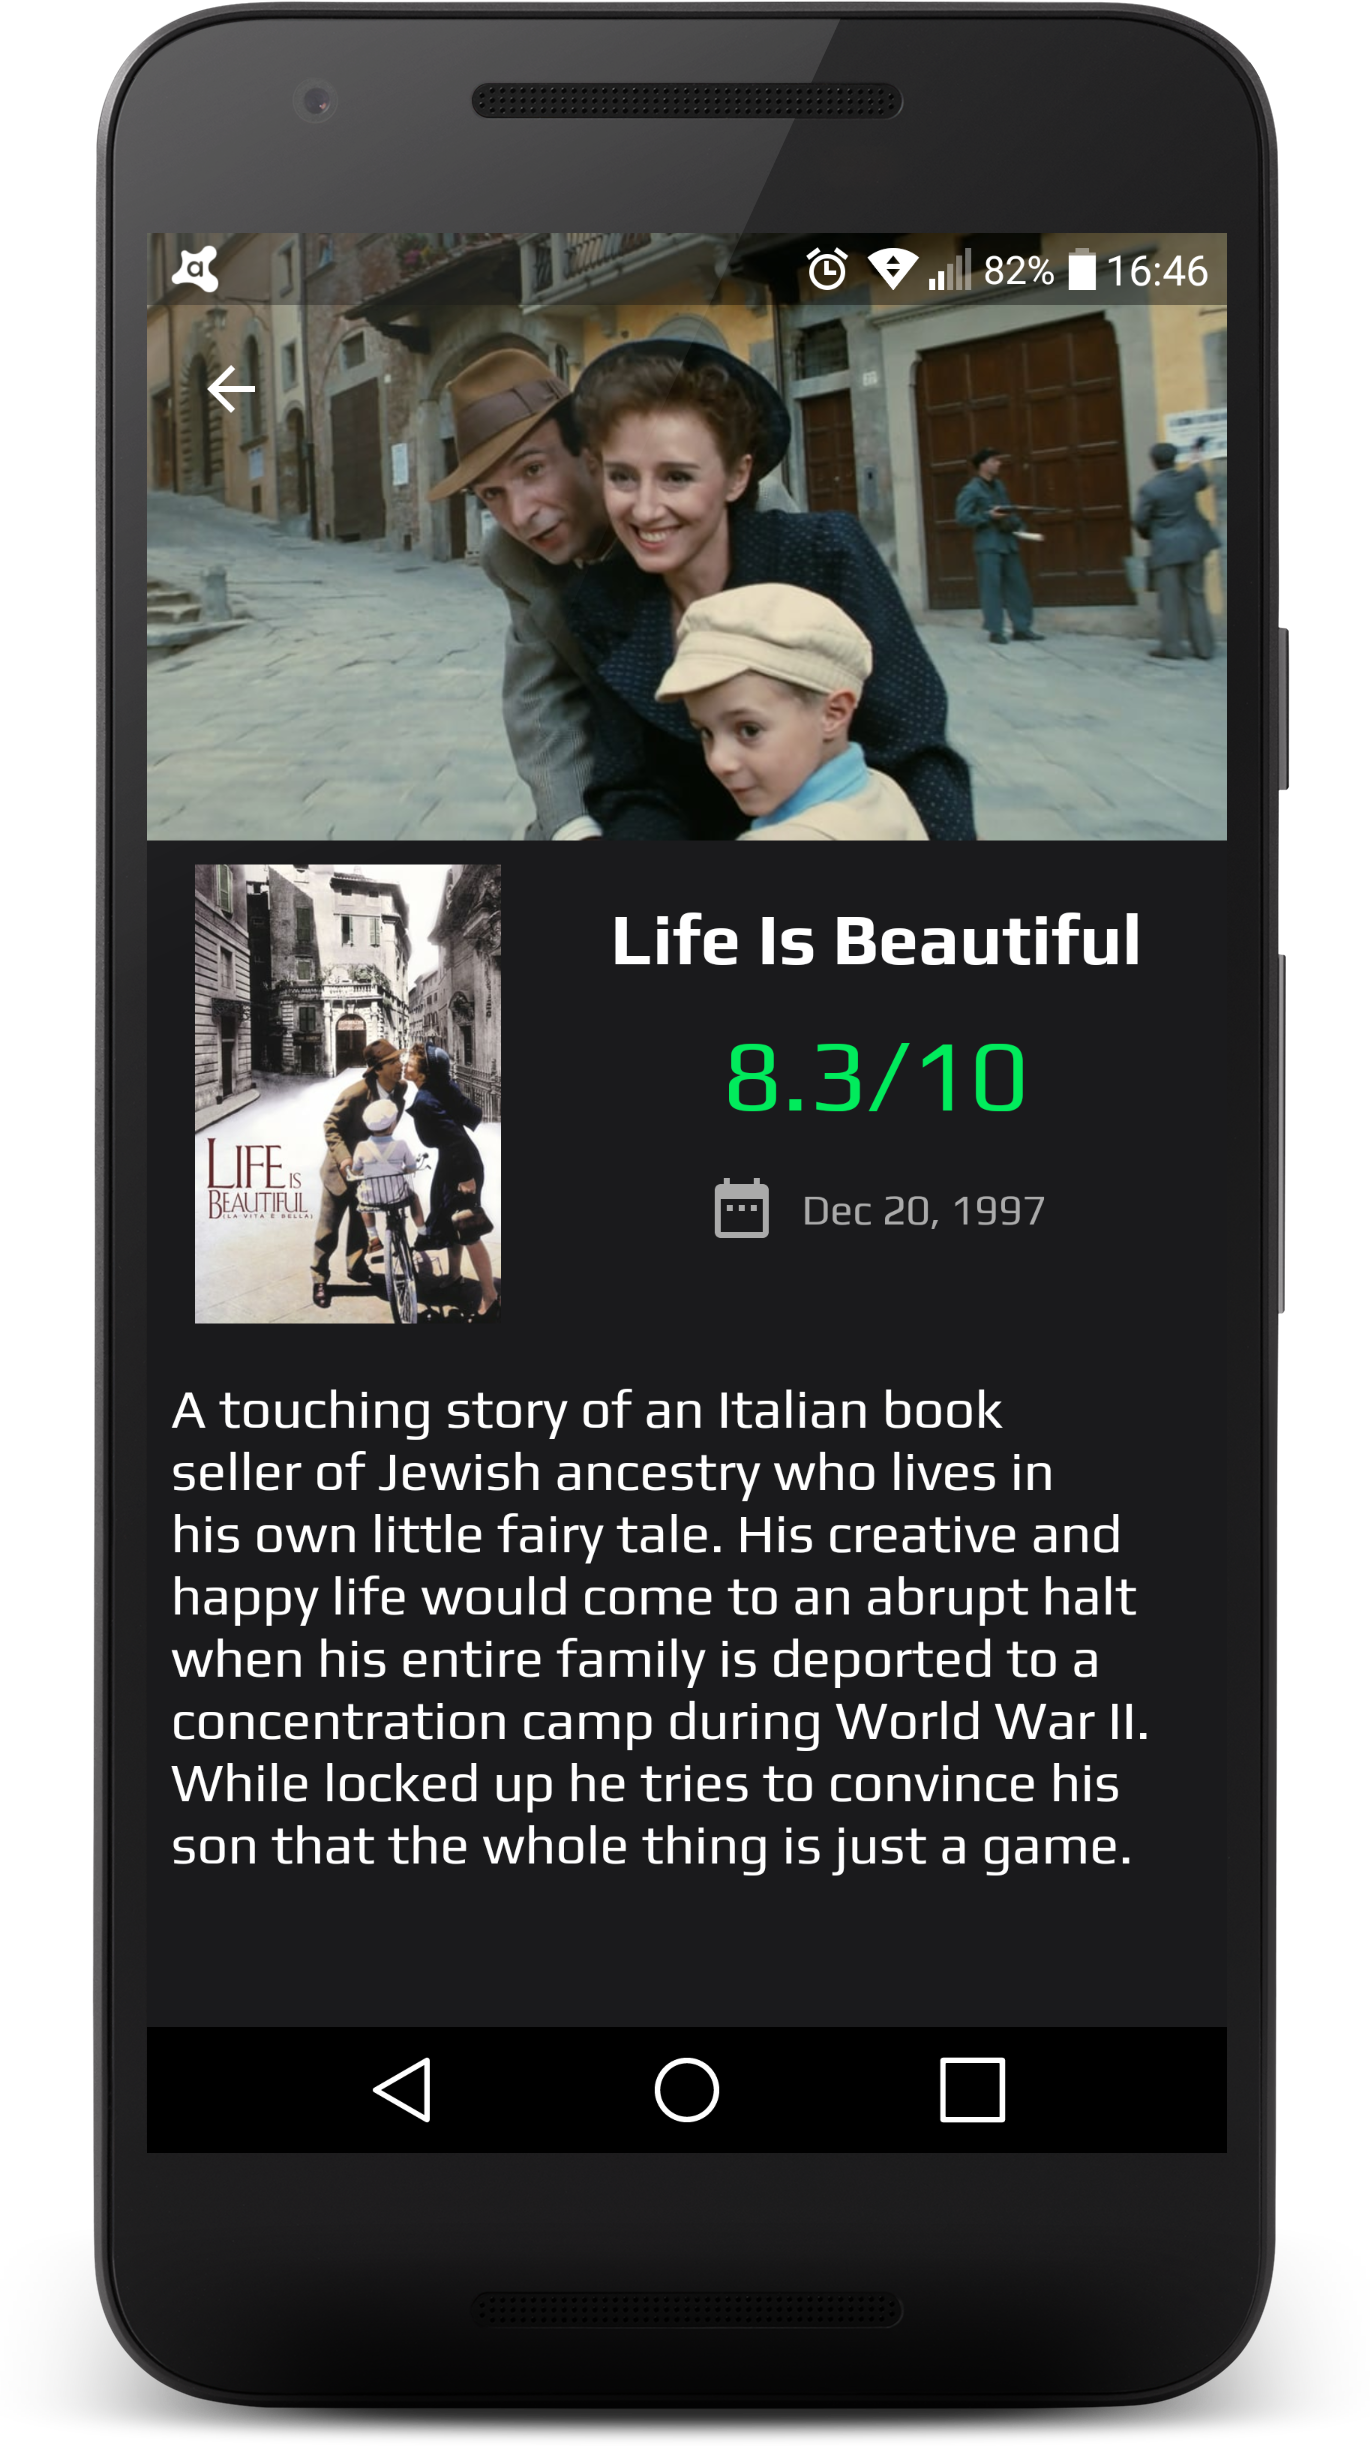 a
82% 16:46
Life Is Beautiful
8.3/10
Dec 20, 1997
LIFE IS
BEAUTIFUL
(LA VITA È BELLA)
A touching story of an Italian book
seller of Jewish ancestry who lives in
his own little fairy tale. His creative and
happy life would come to an abrupt halt
when his entire family is deported to a
concentration camp during World War II.
While locked up he tries to convince his
son that the whole thing is just a game.